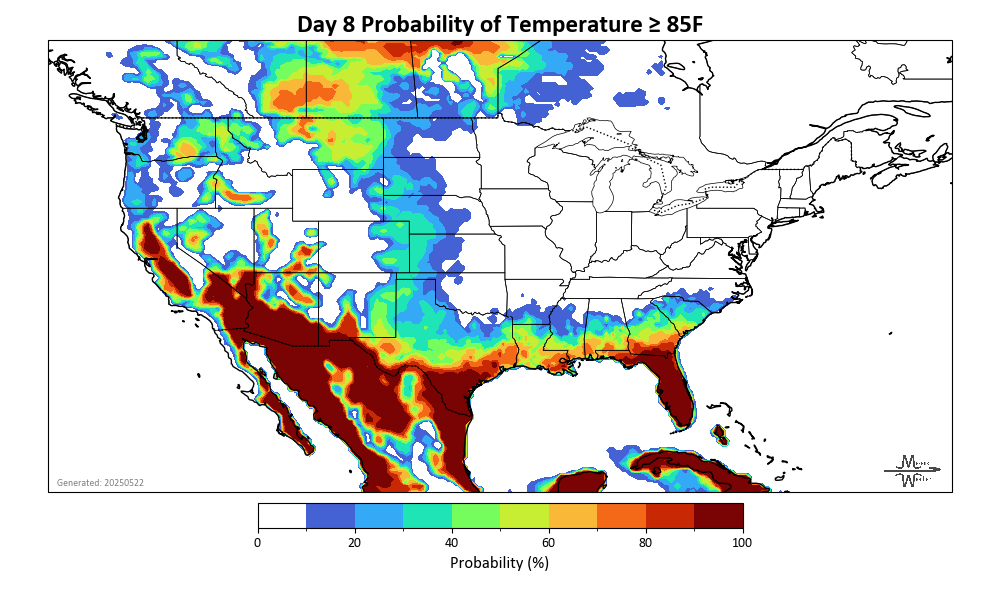 Day 8 Probability of Temperature ≥ 85F
Generated: 20250522
0 20 40 60 80 100
Probability (%)